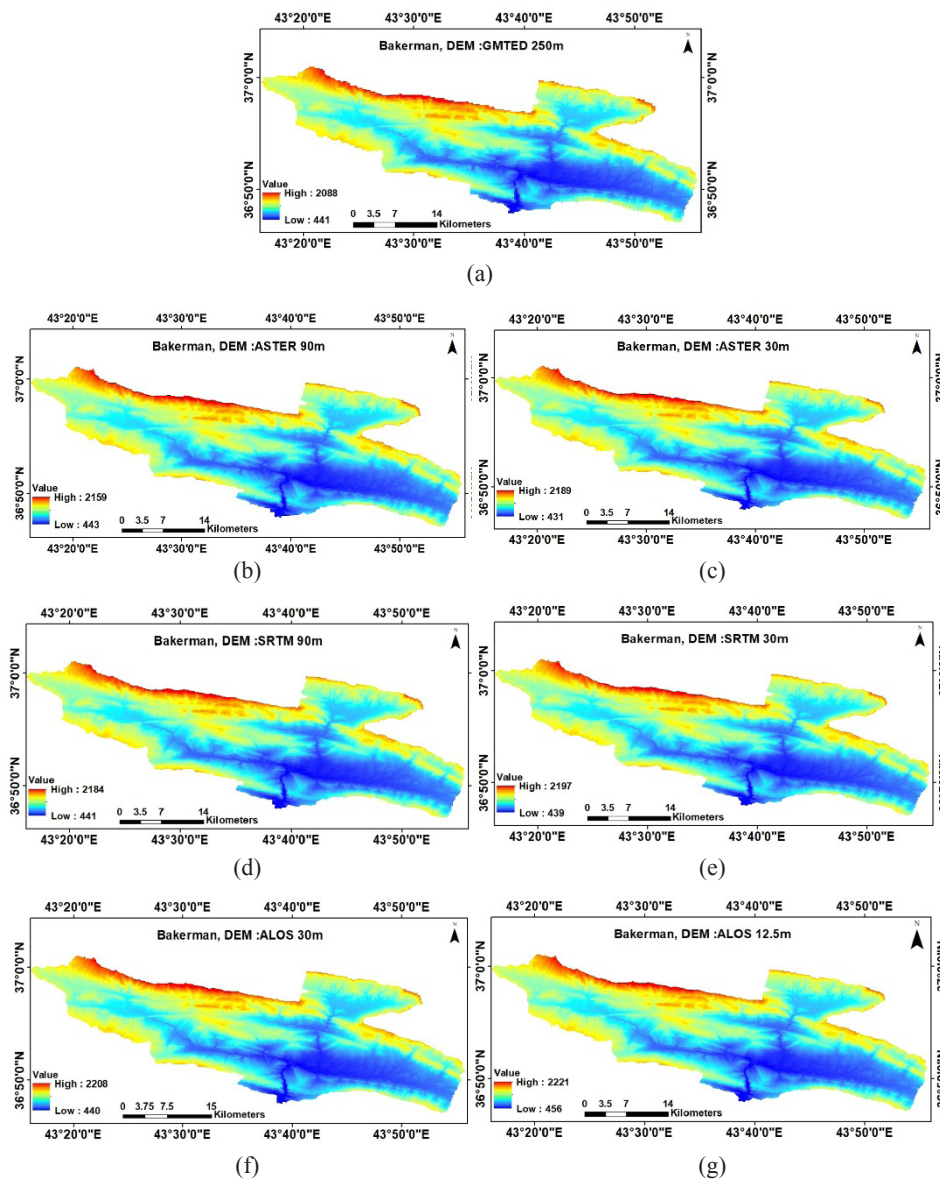 43°20'0"E 43°30'0"E 43°40'0"E 43°50'0"E
N
Bakerman, DEM :GMTED 250m
37°0'0"N
37°0'0"N
36°50'0"N
36°50'0"N
Value
High : 2088
Low : 441
0 3.5 7 14
Kilometers
43°20'0"E 43°30'0"E 43°40'0"E 43°50'0"E
(a)
43°20'0"E 43°30'0"E 43°40'0"E 43°50'0"E
N
Bakerman, DEM :ASTER 90m
37°0'0"N
36°50'0"N
Value
High : 2159
Low : 443
0 3.5 7 14
Kilometers
43°20'0"E 43°30'0"E 43°40'0"E 43°50'0"E
(b)
43°20'0"E 43°30'0"E 43°40'0"E 43°50'0"E
N
Bakerman, DEM :ASTER 30m
37°0'0"N
37°0'0"N
36°50'0"N
36°50'0"N
Value
High : 2189
Low : 431
0 3.5 7 14
Kilometers
43°20'0"E 43°30'0"E 43°40'0"E 43°50'0"E
(c)
43°20'0"E 43°30'0"E 43°40'0"E 43°50'0"E
N
Bakerman, DEM :SRTM 90m
37°0'0"N
36°50'0"N
Value
High : 2184
Low : 441
0 3.5 7 14
Kilometers
43°20'0"E 43°30'0"E 43°40'0"E 43°50'0"E
(d)
43°20'0"E 43°30'0"E 43°40'0"E 43°50'0"E
N
Bakerman, DEM :SRTM 30m
37°0'0"N
36°50'0"N
Value
High : 2197
Low : 439
0 3.5 7 14
Kilometers
43°20'0"E 43°30'0"E 43°40'0"E 43°50'0"E
(e)
43°20'0"E 43°30'0"E 43°40'0"E 43°50'0"E
N
Bakerman, DEM :ALOS 30m
37°0'0"N
36°50'0"N
Value
High : 2208
Low : 440
0 3.75 7.5 15
Kilometers
43°20'0"E 43°30'0"E 43°40'0"E 43°50'0"E
(f)
43°20'0"E 43°30'0"E 43°40'0"E 43°50'0"E
N
Bakerman, DEM :ALOS 12.5m
37°0'0"N
37°0'0"N
36°50'0"N
36°50'0"N
Value
High : 2221
Low : 456
0 3.5 7 14
Kilometers
43°20'0"E 43°30'0"E 43°40'0"E 43°50'0"E
(g)